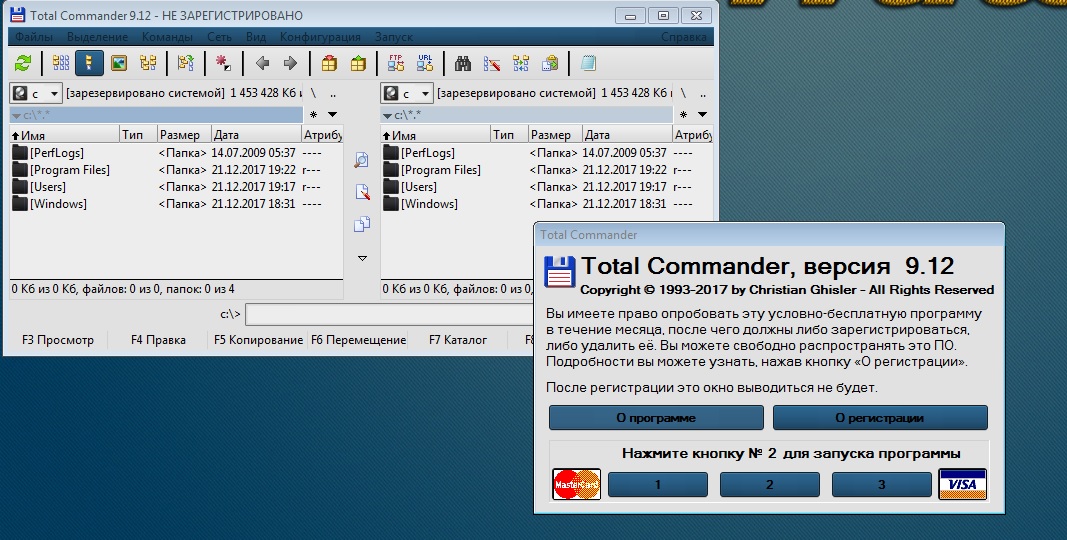 Total Commander 9.12 - НЕ ЗАРЕГИСТРИРОВАНО
Файлы Выделение Команды Сеть Вид Конфигурация Запуск Справка
FTP URL
c [зарезервировано системой] 1 453 428 Кб \ ..
c [зарезервировано системой] 1 453 428 Кб \ ..
c:\*.* *
c:\*.* *
Имя Тип Размер Дата Атрибу
[PerfLogs] <Папка> 14.07.2009 05:37 ----
[Program Files] <Папка> 21.12.2017 19:22 r---
[Users] <Папка> 21.12.2017 19:17 r---
[Windows] <Папка> 21.12.2017 18:31 ----
0 Кб из 0 Кб, файлов: 0 из 0, папок: 0 из 4
Имя Тип Размер Дата Атрибу
[PerfLogs] <Папка> 14.07.2009 05:37 ----
[Program Files] <Папка> 21.12.2017 19:22 r---
[Users] <Папка> 21.12.2017 19:17 r---
[Windows] <Папка> 21.12.2017 18:31 ----
0 Кб из 0 Кб, файлов: 0 из 0,
c:\>
F3 Просмотр F4 Правка F5 Копирование F6 Перемещение F7 Каталог
Total Commander
Total Commander, версия 9.12
Copyright © 1993-2017 by Christian Ghisler - All Rights Reserved
Вы имеете право опробовать эту условно-бесплатную программу
в течение месяца, после чего должны либо зарегистрироваться,
либо удалить её. Вы можете свободно распространять это ПО.
Подробности вы можете узнать, нажав кнопку «О регистрации».
После регистрации это окно выводиться не будет.
О программе О регистрации
Нажмите кнопку № 2 для запуска программы
MasterCard 1 2 3 VISA